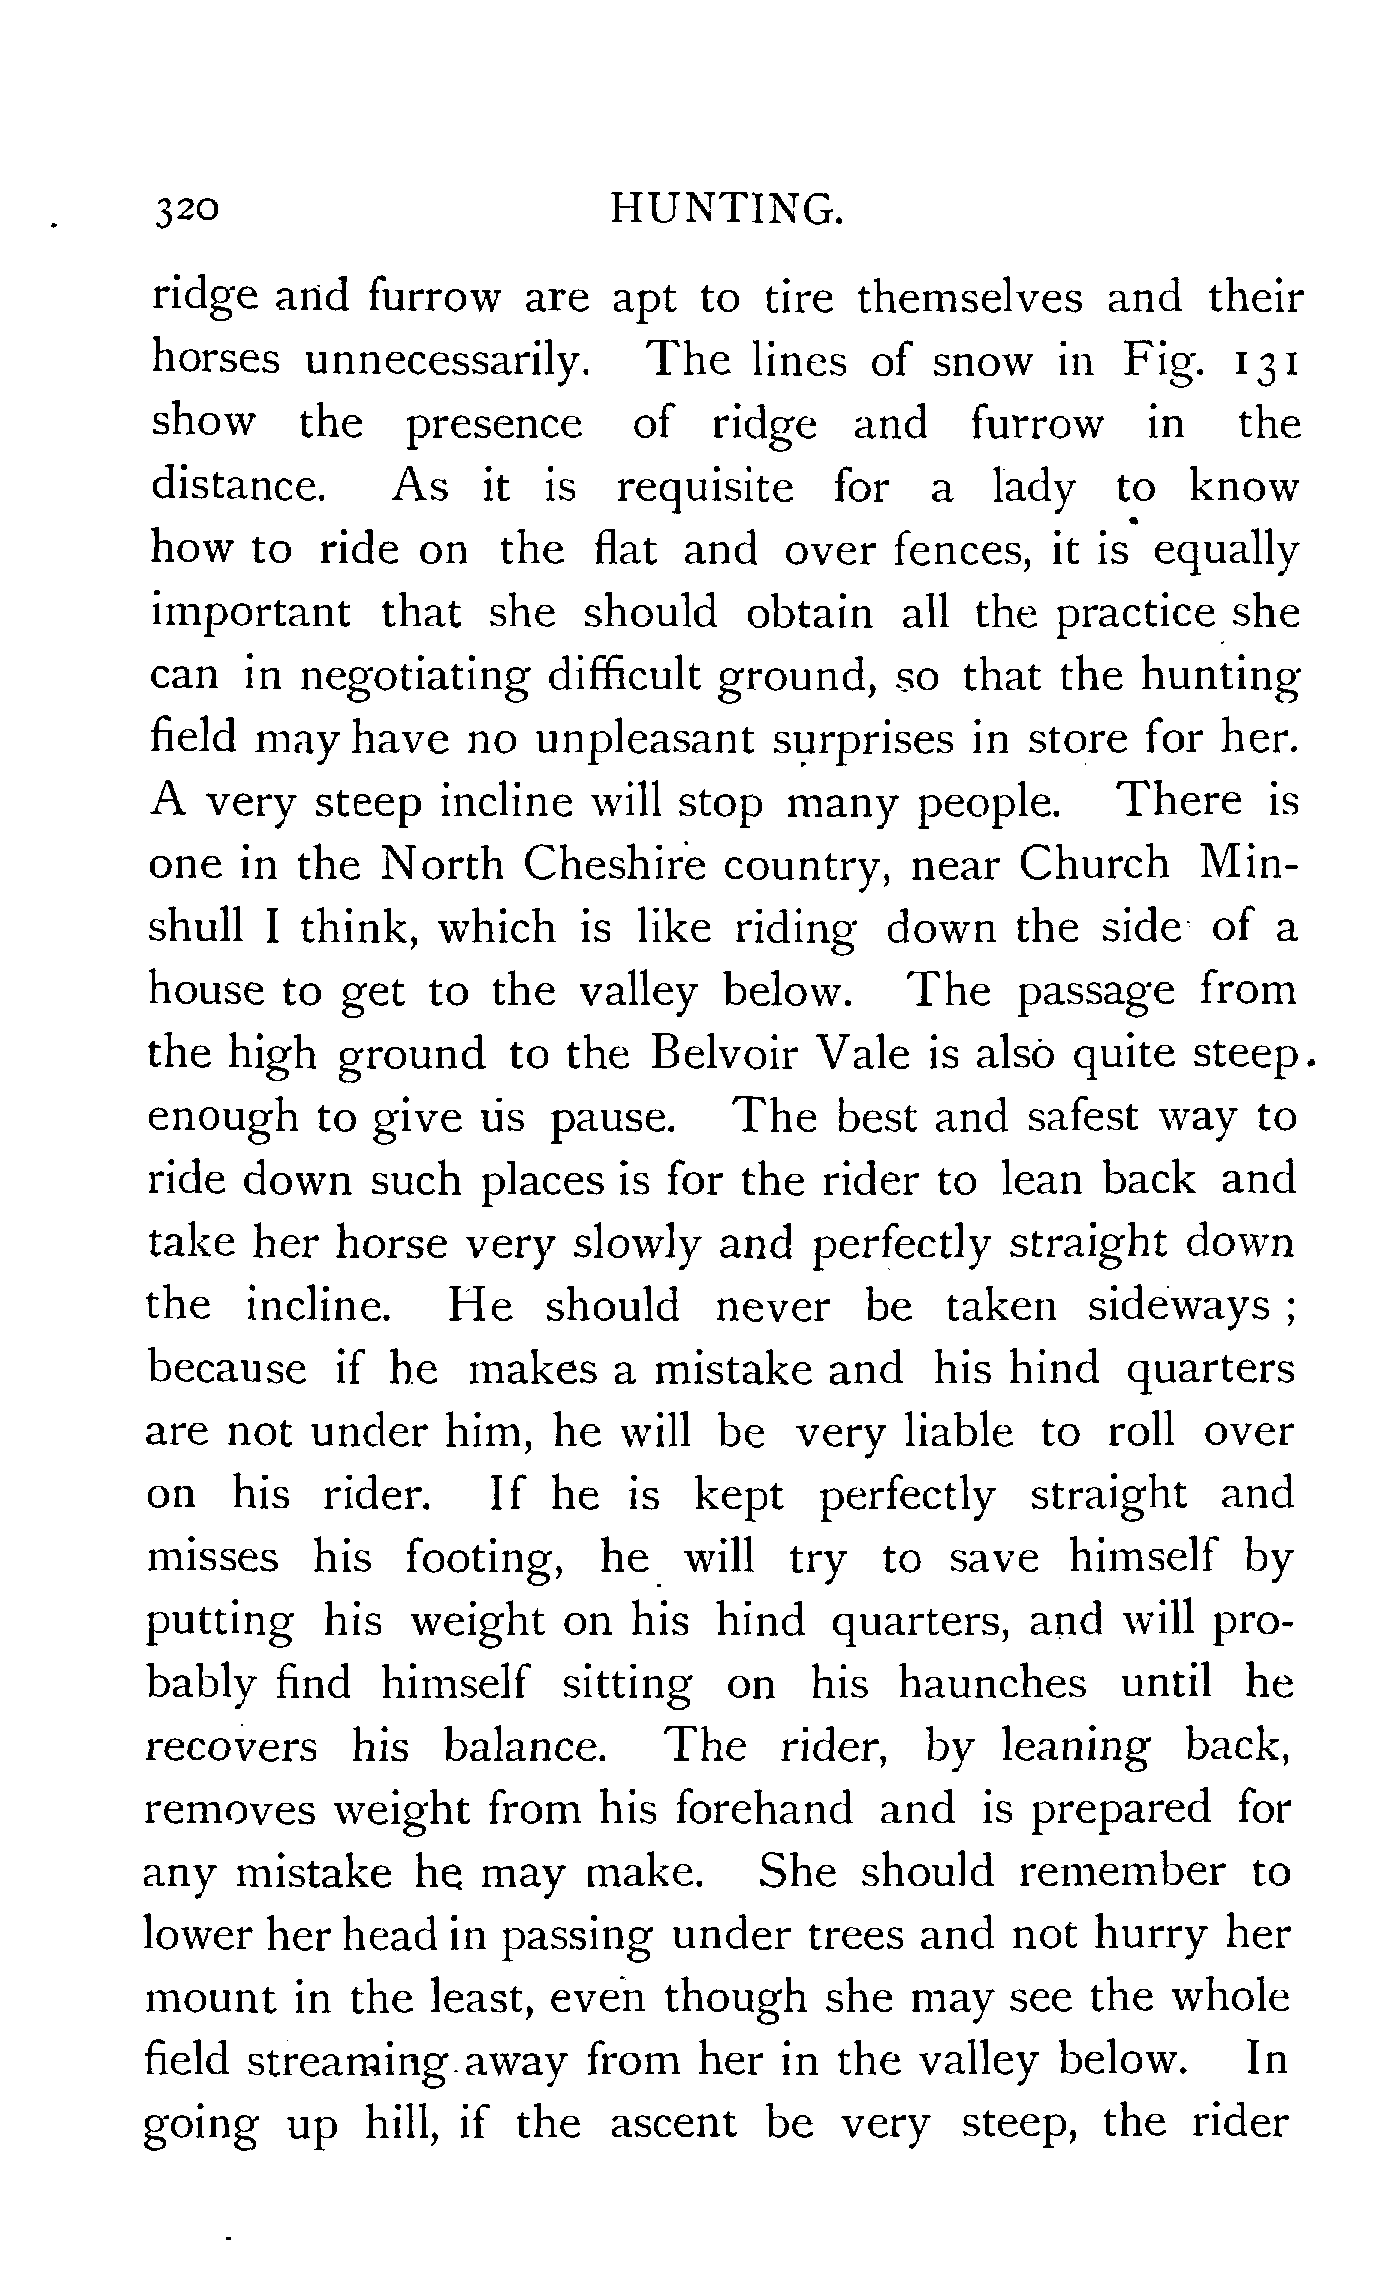 320 HUNTING.
ridge and furrow are apt to tire themselves and their
horses unnecessarily. The lines of snow in Fig. 131
show the presence of ridge and furrow in the
distance. As it is requisite for a lady to know
how to ride on the flat and over fences, it is equally
important that she should obtain all the practice she
can in negotiating difficult ground, so that the hunting
field may have no unpleasant surprises in store for her.
A very steep incline will stop many people. There is
one in the North Cheshire country, near Church Min-
shull I think, which is like riding down the side of a
house to get to the valley below. The passage from
the high ground to the Belvoir Vale is also quite steep.
enough to give us pause. The best and safest way to
ride down such places is for the rider to lean back and
take her horse very slowly and perfectly straight down
the incline. He should never be taken sideways ;
because if he makes a mistake and his hind quarters
are not under him, he will be very liable to roll over
on his rider. If he is kept perfectly straight and
misses his footing, he will try to save himself by
putting his weight on his hind quarters, and will pro-
bably find himself sitting on his haunches until he
recovers his balance. The rider, by leaning back,
removes weight from his forehand and is prepared for
any mistake he may make. She should remember to
lower her head in passing under trees and not hurry her
mount in the least, even though she may see the whole
field streaming away from her in the valley below. In
going up hill, if the ascent be very steep, the rider